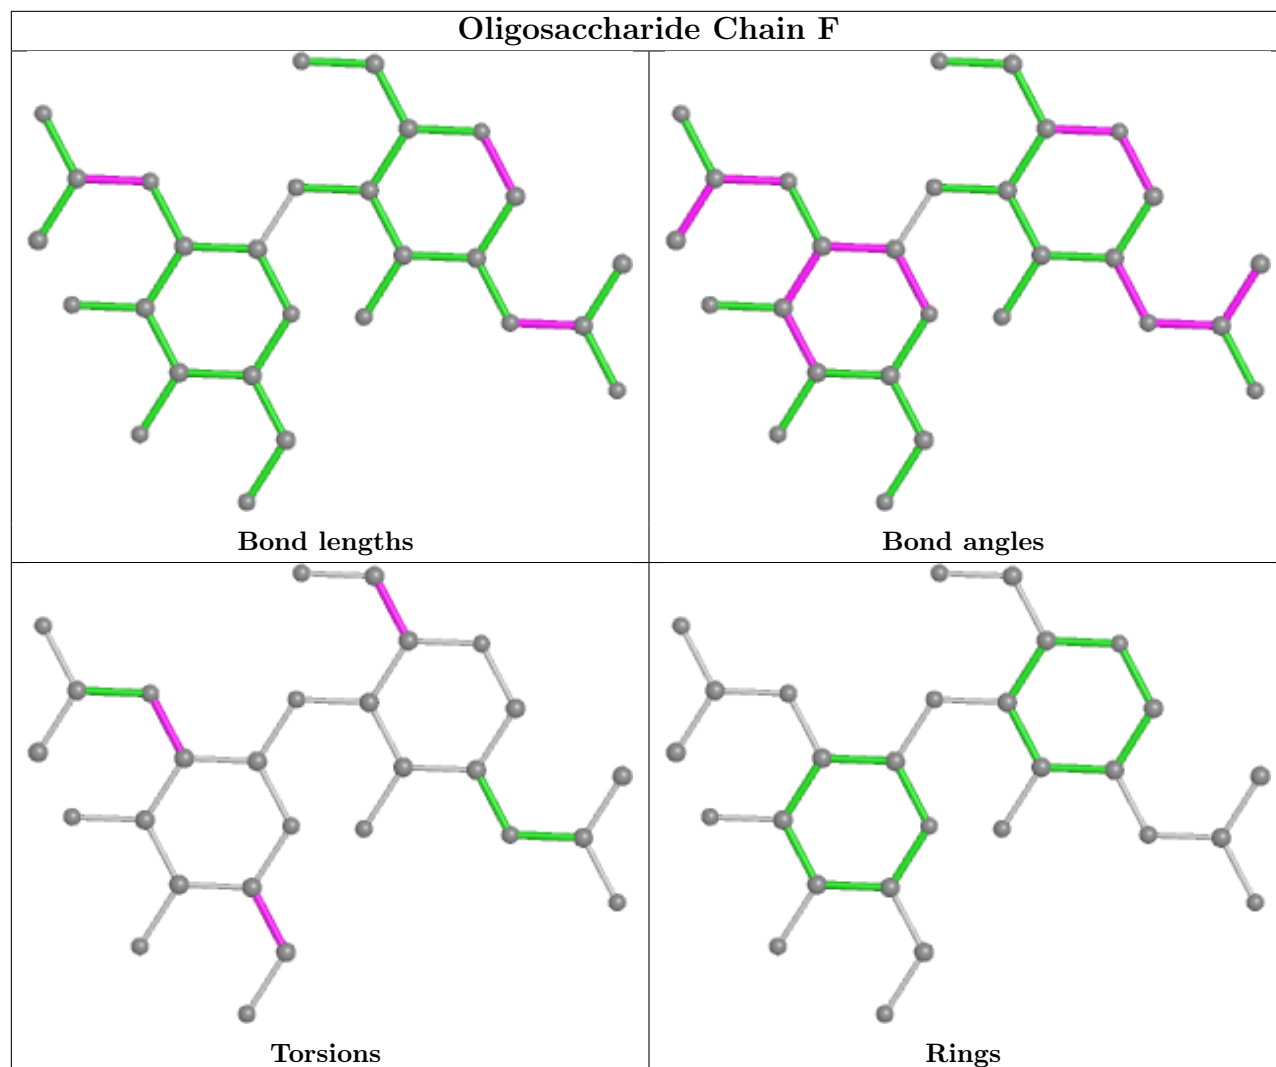 Oligosaccharide Chain F
Bond lengths
Bond angles
Torsions
Rings